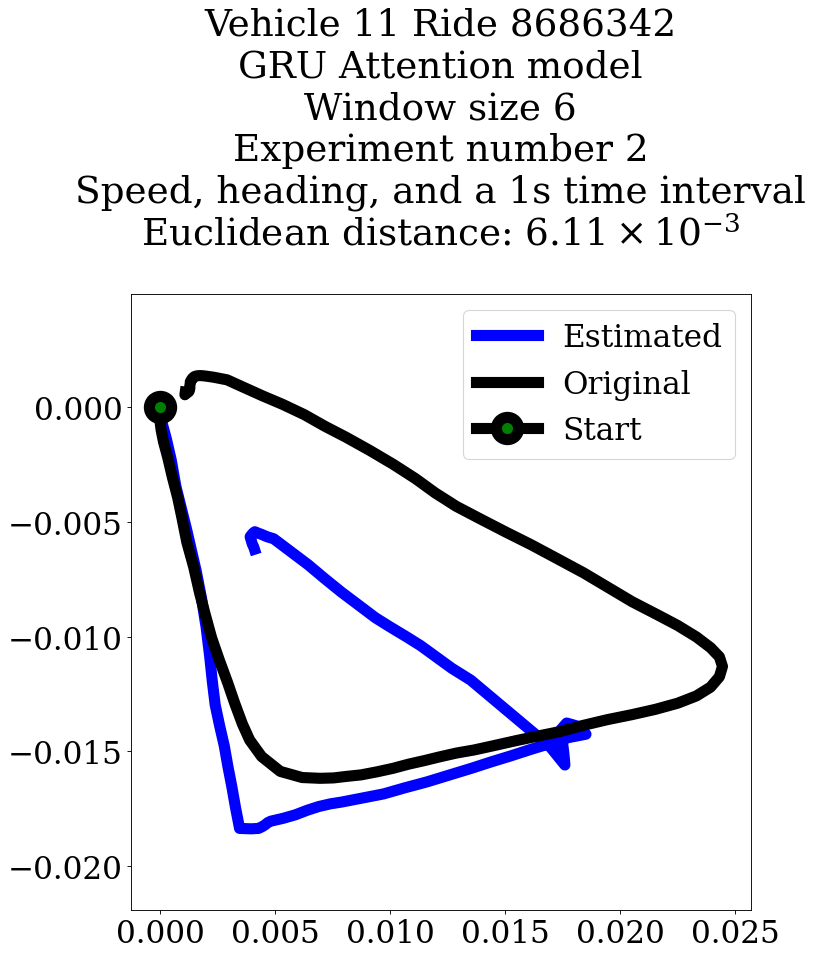 Vehicle 11 Ride 8686342
GRU Attention model
Window size 6
Experiment number 2
Speed, heading, and a 1s time interval
Euclidean distance: 6.11 × 10⁻³
Estimated
Original
Start
0.000
−0.005
−0.010
−0.015
−0.020
0.000 0.005 0.010 0.015 0.020 0.025